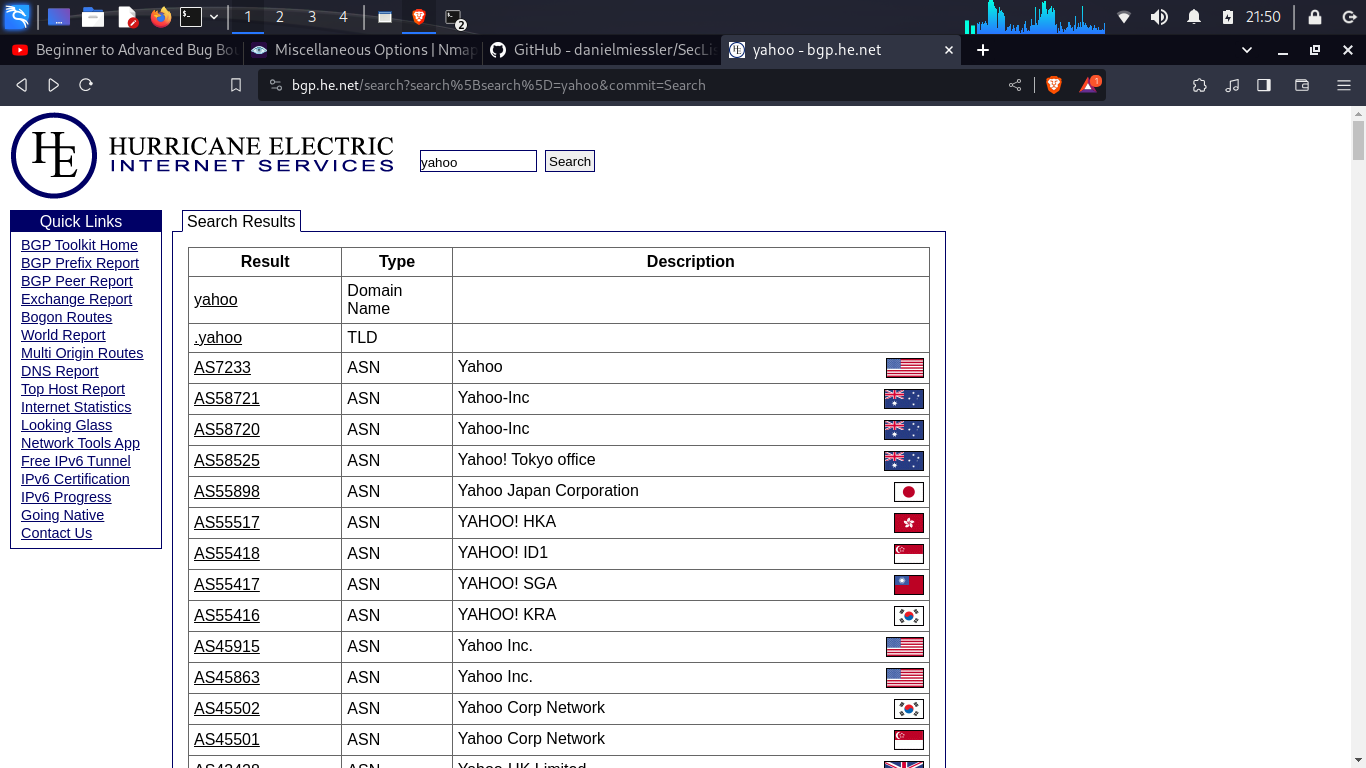 1 2 3 4 2 21:50
Beginner to Advanced Bug Bou
Miscellaneous Options | Nmap
GitHub - danielmiessler/SecLis
yahoo - bgp.he.net
bgp.he.net/search?search%5Bsearch%5D=yahoo&commit=Search
1
HE
HURRICANE ELECTRIC
INTERNET SERVICES
yahoo Search
Quick Links
BGP Toolkit Home
BGP Prefix Report
BGP Peer Report
Exchange Report
Bogon Routes
World Report
Multi Origin Routes
DNS Report
Top Host Report
Internet Statistics
Looking Glass
Network Tools App
Free IPv6 Tunnel
IPv6 Certification
IPv6 Progress
Going Native
Contact Us
Search Results
Result Type Description
yahoo Domain
Name
.yahoo TLD
AS7233 ASN Yahoo
AS58721 ASN Yahoo-Inc
AS58720 ASN Yahoo-Inc
AS58525 ASN Yahoo! Tokyo office
AS55898 ASN Yahoo Japan Corporation
AS55517 ASN YAHOO! HKA
AS55418 ASN YAHOO! ID1
AS55417 ASN YAHOO! SGA
AS55416 ASN YAHOO! KRA
AS45915 ASN Yahoo Inc.
AS45863 ASN Yahoo Inc.
AS45502 ASN Yahoo Corp Network
AS45501 ASN Yahoo Corp Network
AS42428 ASN Yahoo-UK Limited